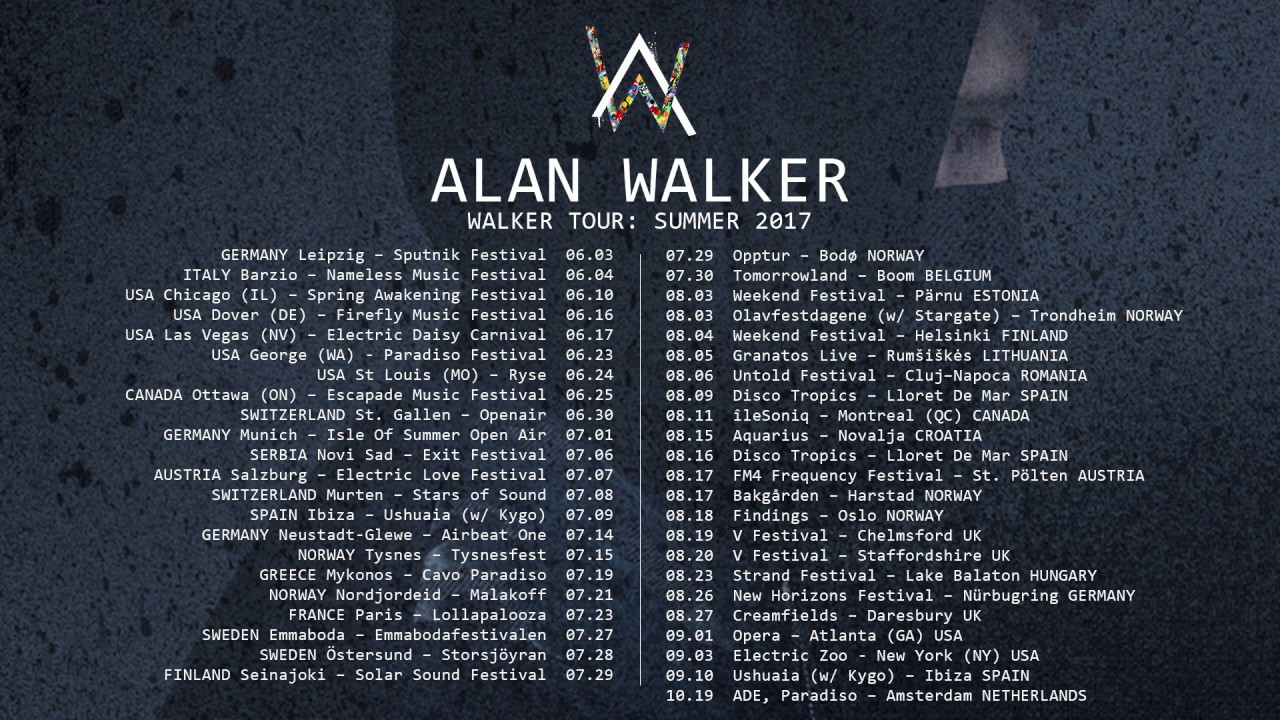 ALAN WALKER
WALKER TOUR: SUMMER 2017
GERMANY Leipzig – Sputnik Festival 06.03
ITALY Barzio – Nameless Music Festival 06.04
USA Chicago (IL) – Spring Awakening Festival 06.10
USA Dover (DE) – Firefly Music Festival 06.16
USA Las Vegas (NV) – Electric Daisy Carnival 06.17
USA George (WA) - Paradiso Festival 06.23
USA St Louis (MO) – Ryse 06.24
CANADA Ottawa (ON) – Escapade Music Festival 06.25
SWITZERLAND St. Gallen – Openair 06.30
GERMANY Munich – Isle Of Summer Open Air 07.01
SERBIA Novi Sad – Exit Festival 07.06
AUSTRIA Salzburg – Electric Love Festival 07.07
SWITZERLAND Murten – Stars of Sound 07.08
SPAIN Ibiza – Ushuaia (w/ Kygo) 07.09
GERMANY Neustadt-Glewe – Airbeat One 07.14
NORWAY Tysnes – Tysnesfest 07.15
GREECE Mykonos – Cavo Paradiso 07.19
NORWAY Nordjordeid – Malakoff 07.21
FRANCE Paris – Lollapalooza 07.23
SWEDEN Emmaboda – Emmabodafestivalen 07.27
SWEDEN Östersund – Storsjöyran 07.28
FINLAND Seinajoki – Solar Sound Festival 07.29
07.29 Opptur – Bodø NORWAY
07.30 Tomorrowland – Boom BELGIUM
08.03 Weekend Festival – Pärnu ESTONIA
08.03 Olavfestdagene (w/ Stargate) – Trondheim NORWAY
08.04 Weekend Festival – Helsinki FINLAND
08.05 Granatos Live – Rumšiškės LITHUANIA
08.06 Untold Festival – Cluj-Napoca ROMANIA
08.09 Disco Tropics – Lloret De Mar SPAIN
08.11 îleSoniq – Montreal (QC) CANADA
08.15 Aquarius – Novalja CROATIA
08.16 Disco Tropics – Lloret De Mar SPAIN
08.17 FM4 Frequency Festival – St. Pölten AUSTRIA
08.17 Bakgården – Harstad NORWAY
08.18 Findings – Oslo NORWAY
08.19 V Festival – Chelmsford UK
08.20 V Festival – Staffordshire UK
08.23 Strand Festival – Lake Balaton HUNGARY
08.26 New Horizons Festival – Nürbugring GERMANY
08.27 Creamfields – Daresbury UK
09.01 Opera – Atlanta (GA) USA
09.03 Electric Zoo - New York (NY) USA
09.10 Ushuaia (w/ Kygo) – Ibiza SPAIN
10.19 ADE, Paradiso – Amsterdam NETHERLANDS